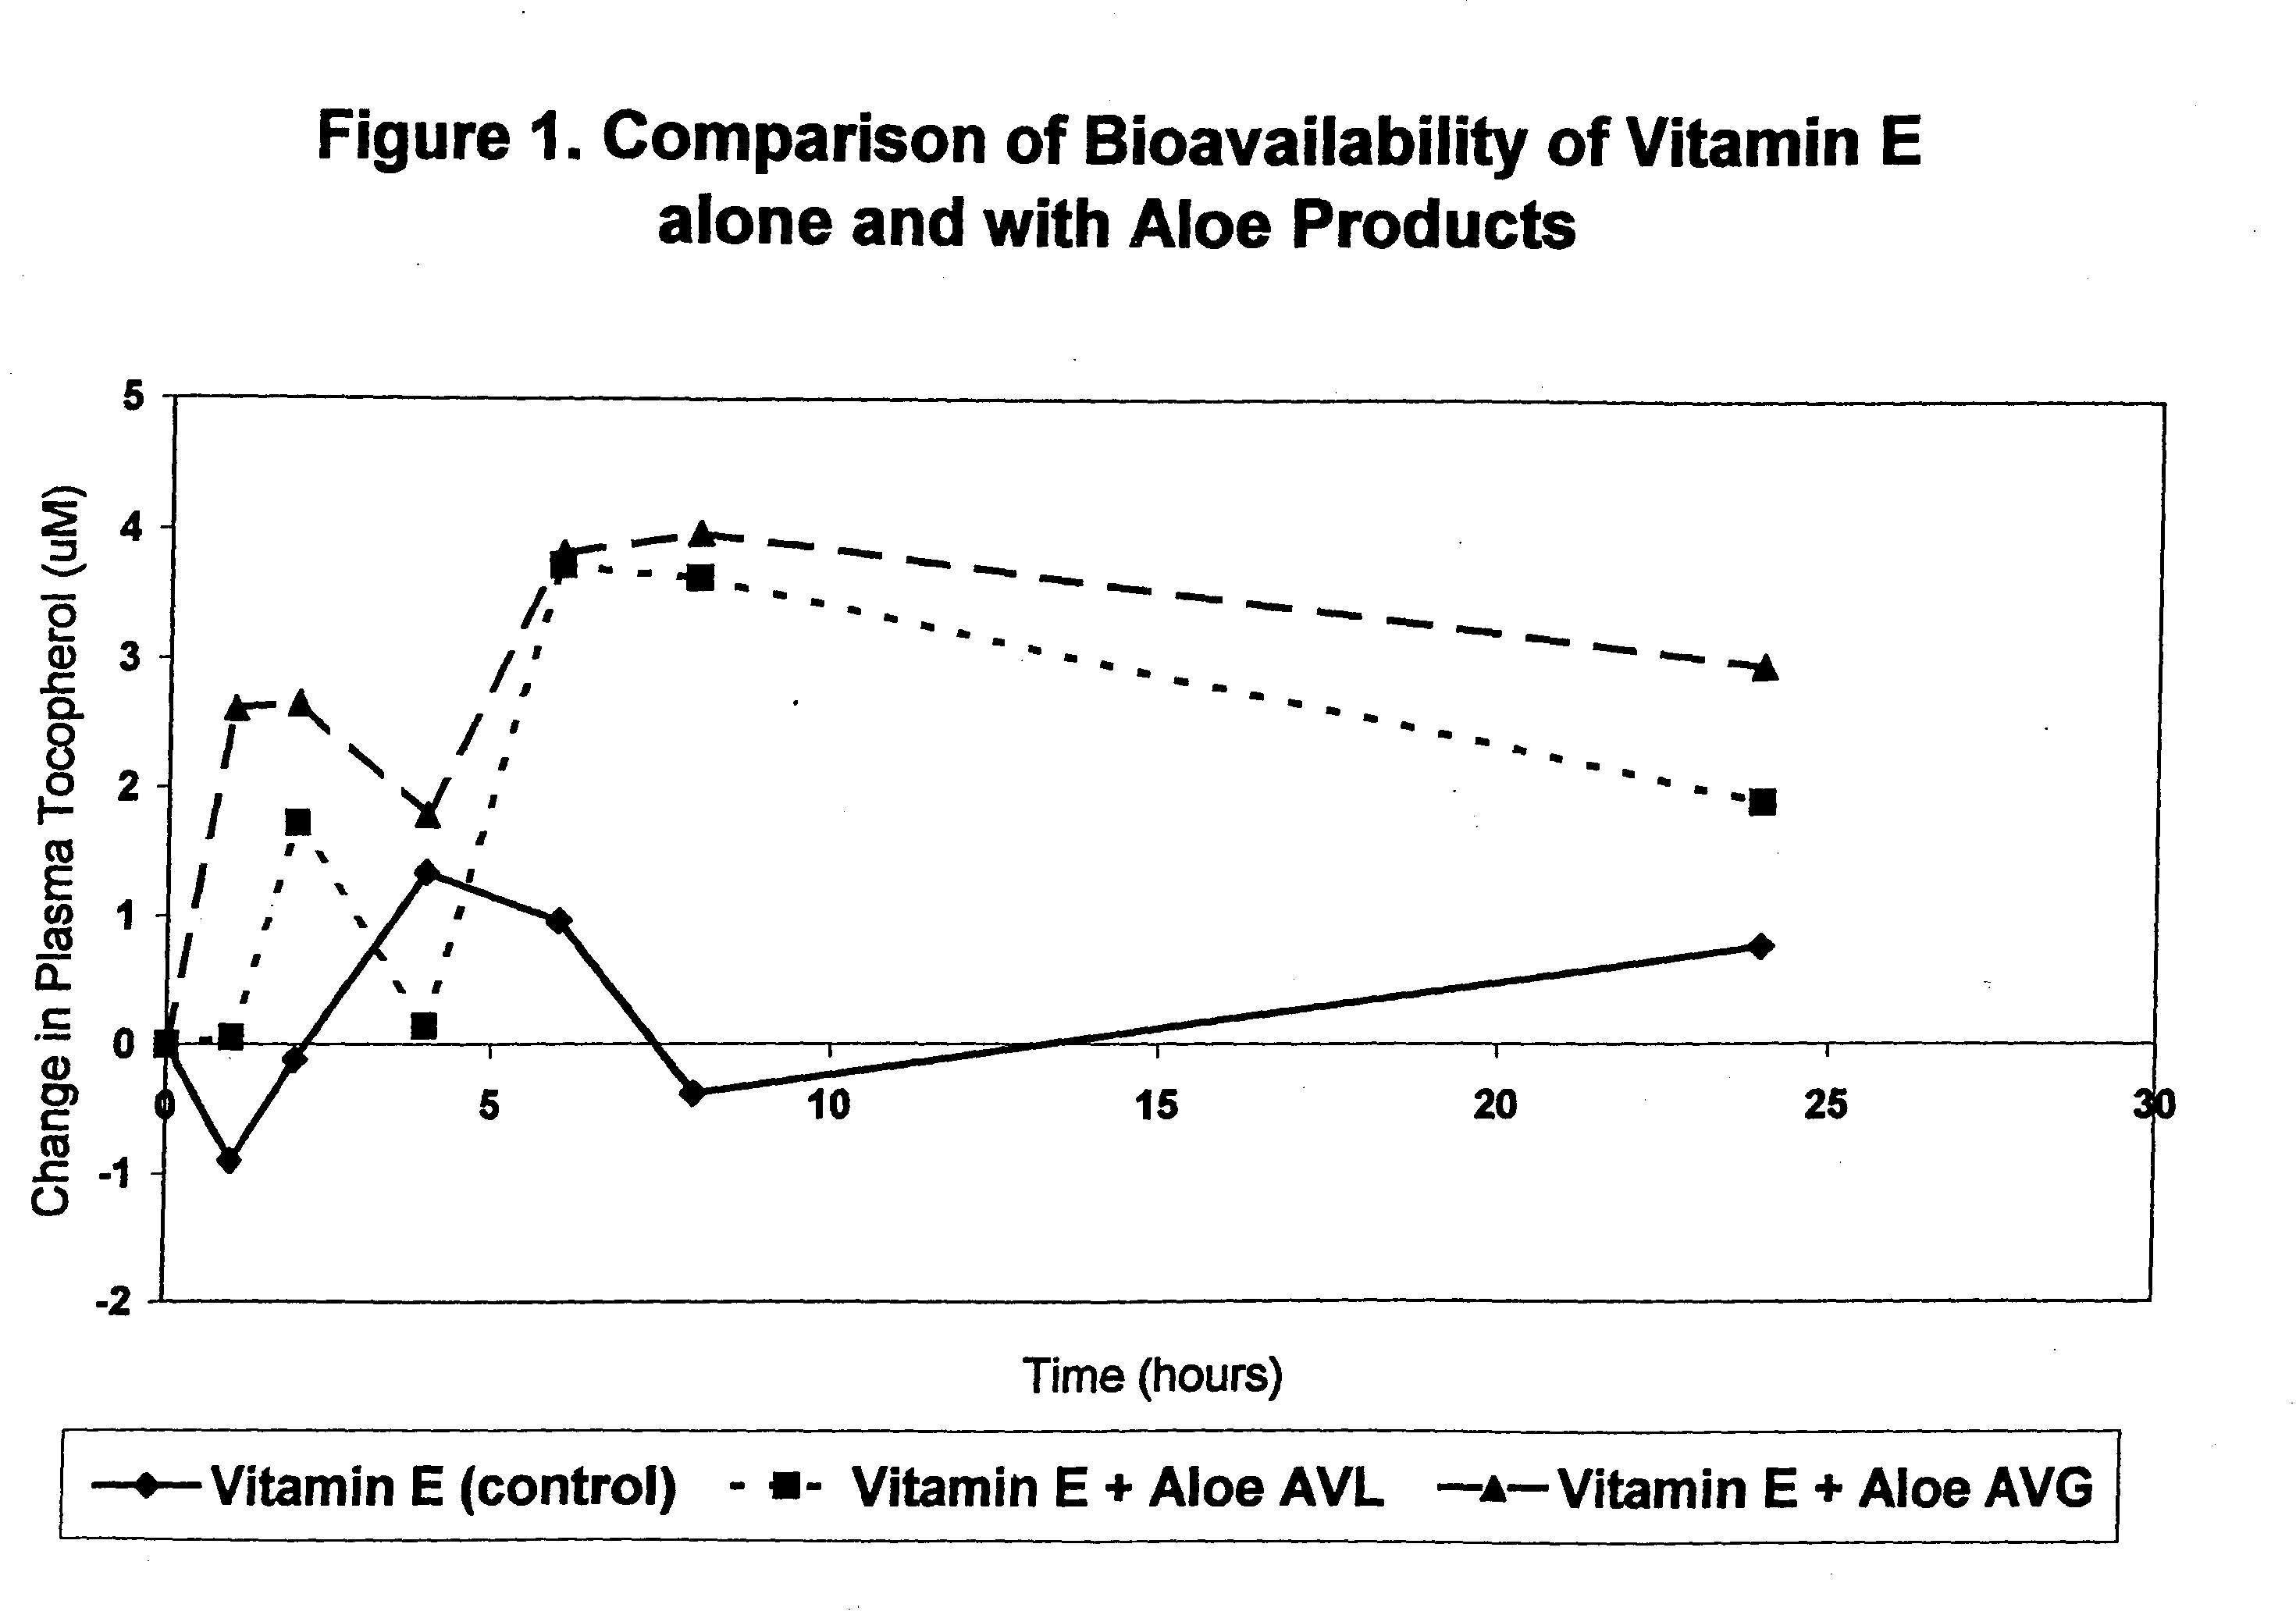 Figure 1. Comparison of Bioavailability of Vitamin E
alone and with Aloe Products
Change in Plasma Tocopherol (uM)
5
4
3
2
1
0
-1
-2
0 5 10 15 20 25 30
Time (hours)
Vitamin E (control) Vitamin E + Aloe AVL Vitamin E + Aloe AVG